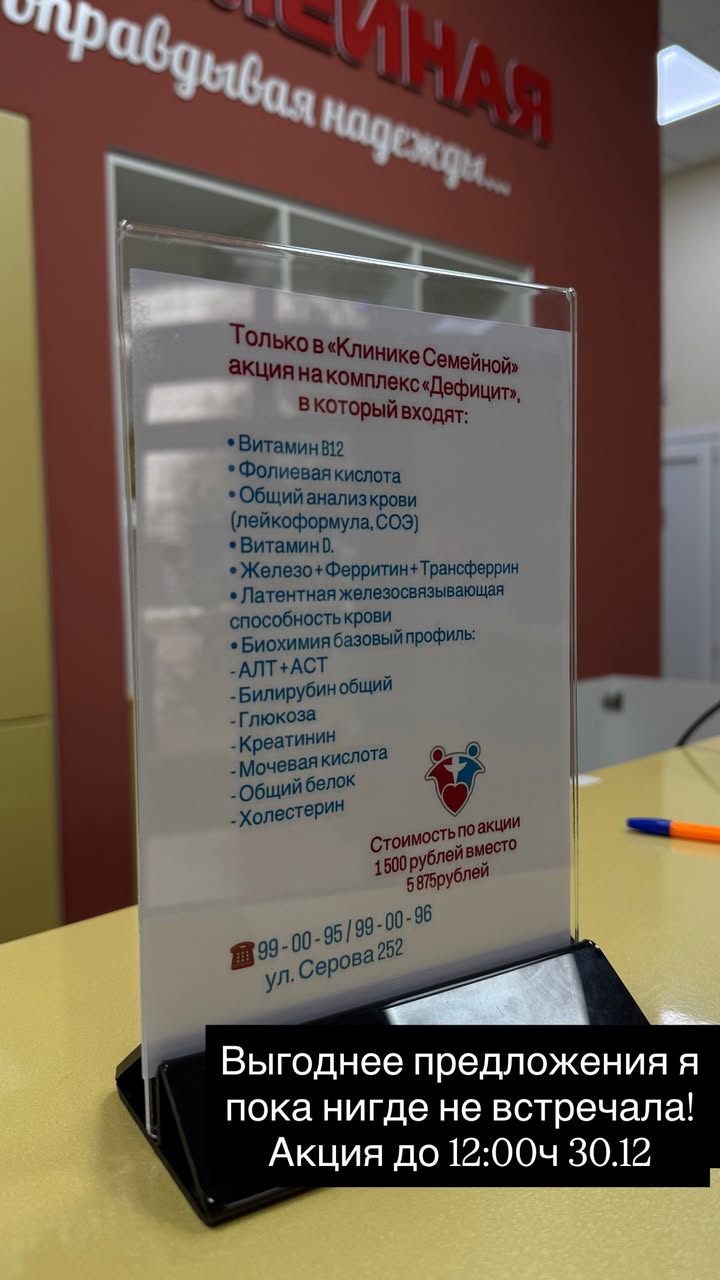 оправдывая надежды...
Только в «Клинике Семейной»
акция на комплекс «Дефицит»,
в который входят:
• Витамин B12
• Фолиевая кислота
• Общий анализ крови
(лейкоформула, СОЭ)
• Витамин D.
• Железо + Ферритин + Трансферрин
• Латентная железосвязывающая
способность крови
• Биохимия базовый профиль:
- АЛТ + АСТ
- Билирубин общий
- Глюкоза
- Креатинин
- Мочевая кислота
- Общий белок
- Холестерин
Стоимость по акции
1 500 рублей вместо
5 875рублей
99 - 00 - 95 / 99 - 00 - 96
ул. Серова 252
Выгоднее предложения я
пока нигде не встречала!
Акция до 12:00ч 30.12